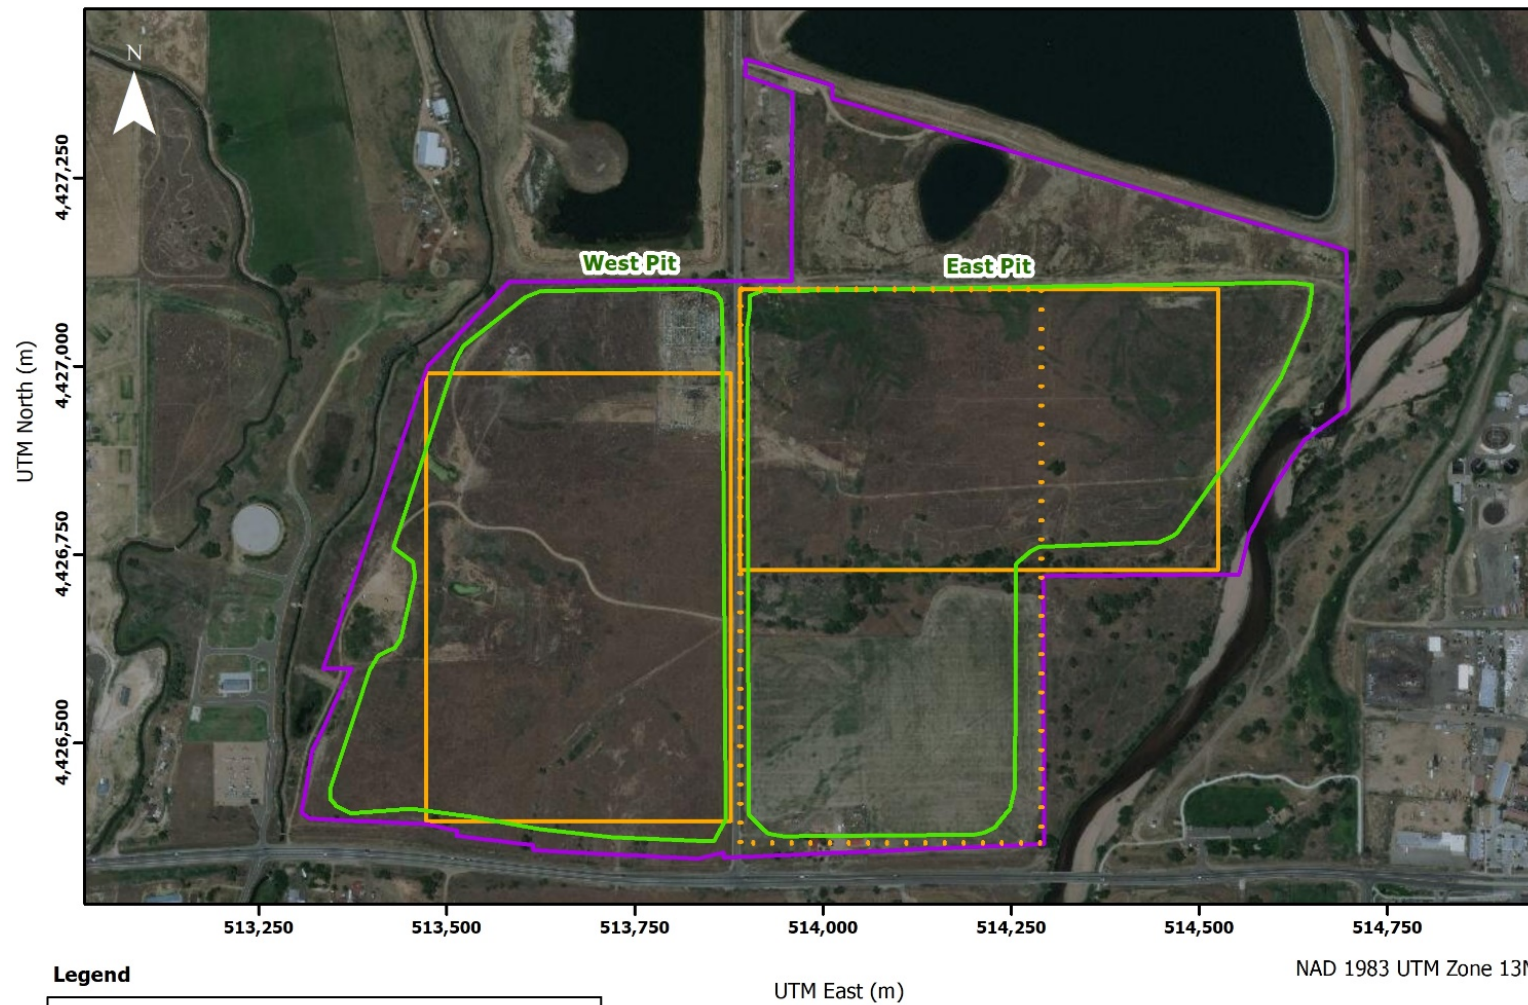 N
West Pit
East Pit
4,427,250
4,427,000
4,426,750
4,426,500
UTM North (m)
513,250
513,500
513,750
514,000
514,250
514,500
514,750
NAD 1983 UTM Zone 13N
UTM East (m)
Legend